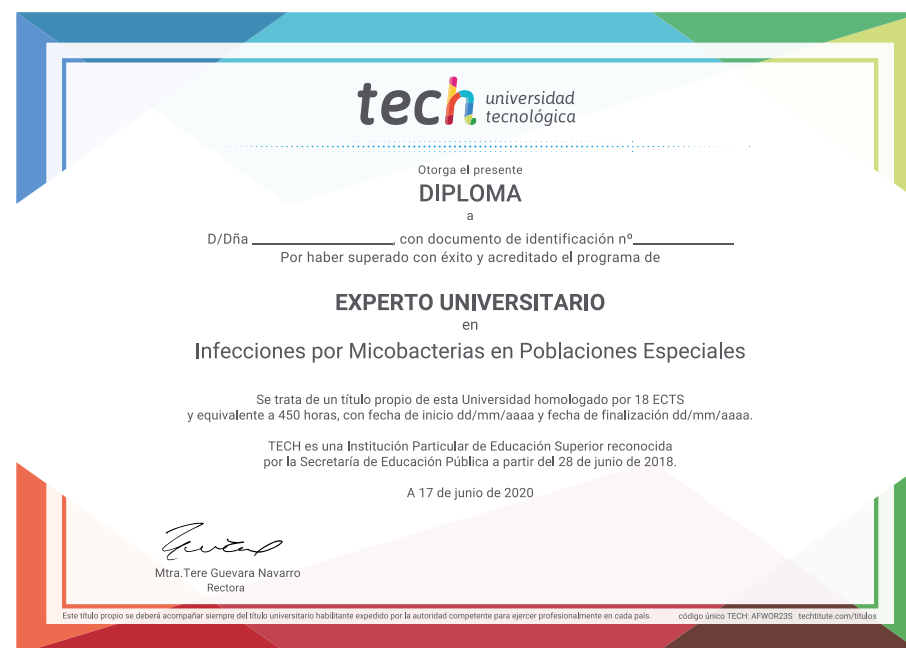 tech universidad
tecnológica
Otorga el presente
DIPLOMA
a
D/Dña ____________________, con documento de identificación nº______________
Por haber superado con éxito y acreditado el programa de
EXPERTO UNIVERSITARIO
en
Infecciones por Micobacterias en Poblaciones Especiales
Se trata de un título propio de esta Universidad homologado por 18 ECTS
y equivalente a 450 horas, con fecha de inicio dd/mm/aaaa y fecha de finalización dd/mm/aaaa.
TECH es una Institución Particular de Educación Superior reconocida
por la Secretaría de Educación Pública a partir del 28 de junio de 2018.
A 17 de junio de 2020
Mtra.Tere Guevara Navarro
Rectora
Este título propio se deberá acompañar siempre del título universitario habilitante expedido por la autoridad competente para ejercer profesionalmente en cada país. código único TECH: AFWOR23S techtitute.com/titulos